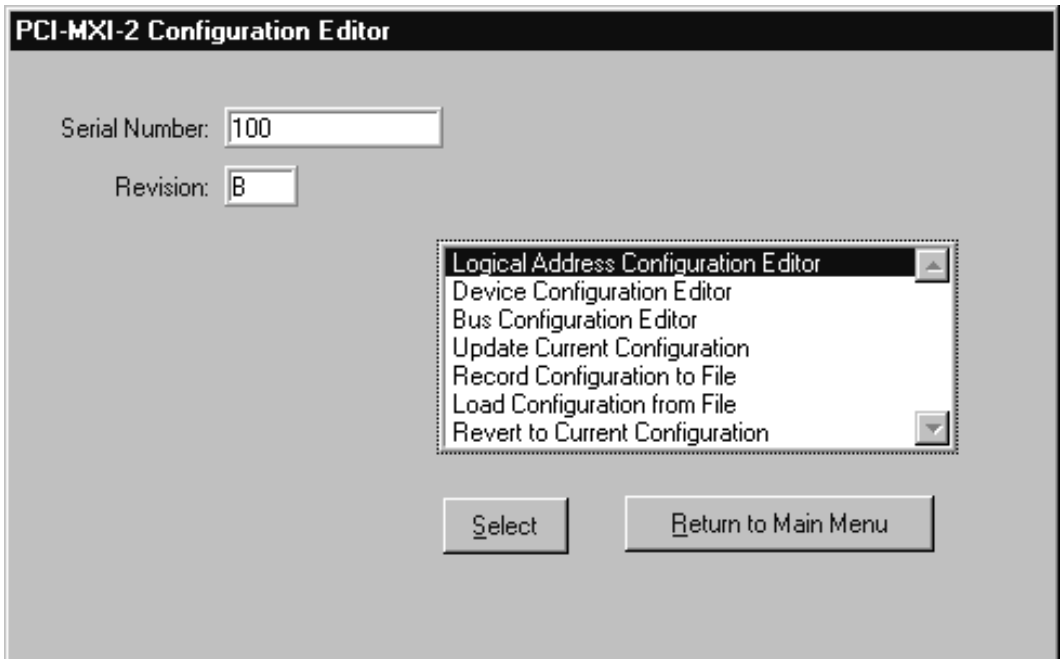 PCI-MXI-2 Configuration Editor
Serial Number: 100
Revision: B
Logical Address Configuration Editor
Device Configuration Editor
Bus Configuration Editor
Update Current Configuration
Record Configuration to File
Load Configuration from File
Revert to Current Configuration
Select Return to Main Menu